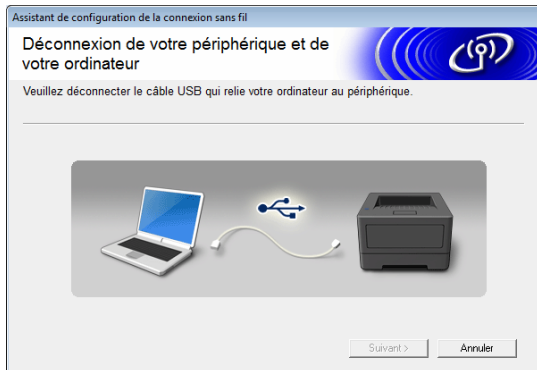 Assistant de configuration de la connexion sans fil
Déconnexion de votre périphérique et de
votre ordinateur
Veuillez déconnecter le câble USB qui relie votre ordinateur au périphérique.
Suivant > Annuler